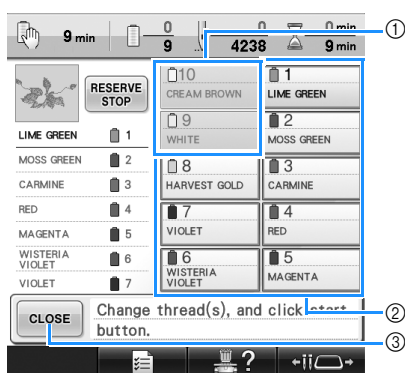 9 min 0 9 0 4238 0 min 9 min
①
RESERVE STOP
10 CREAM BROWN
1 LIME GREEN
9 WHITE
2 MOSS GREEN
8 HARVEST GOLD
3 CARMINE
7 VIOLET
4 RED
6 WISTERIA VIOLET
5 MAGENTA
LIME GREEN 1
MOSS GREEN 2
CARMINE 3
RED 4
MAGENTA 5
WISTERIA VIOLET 6
VIOLET 7
②
CLOSE
Change thread(s), and click start
button.
③
?